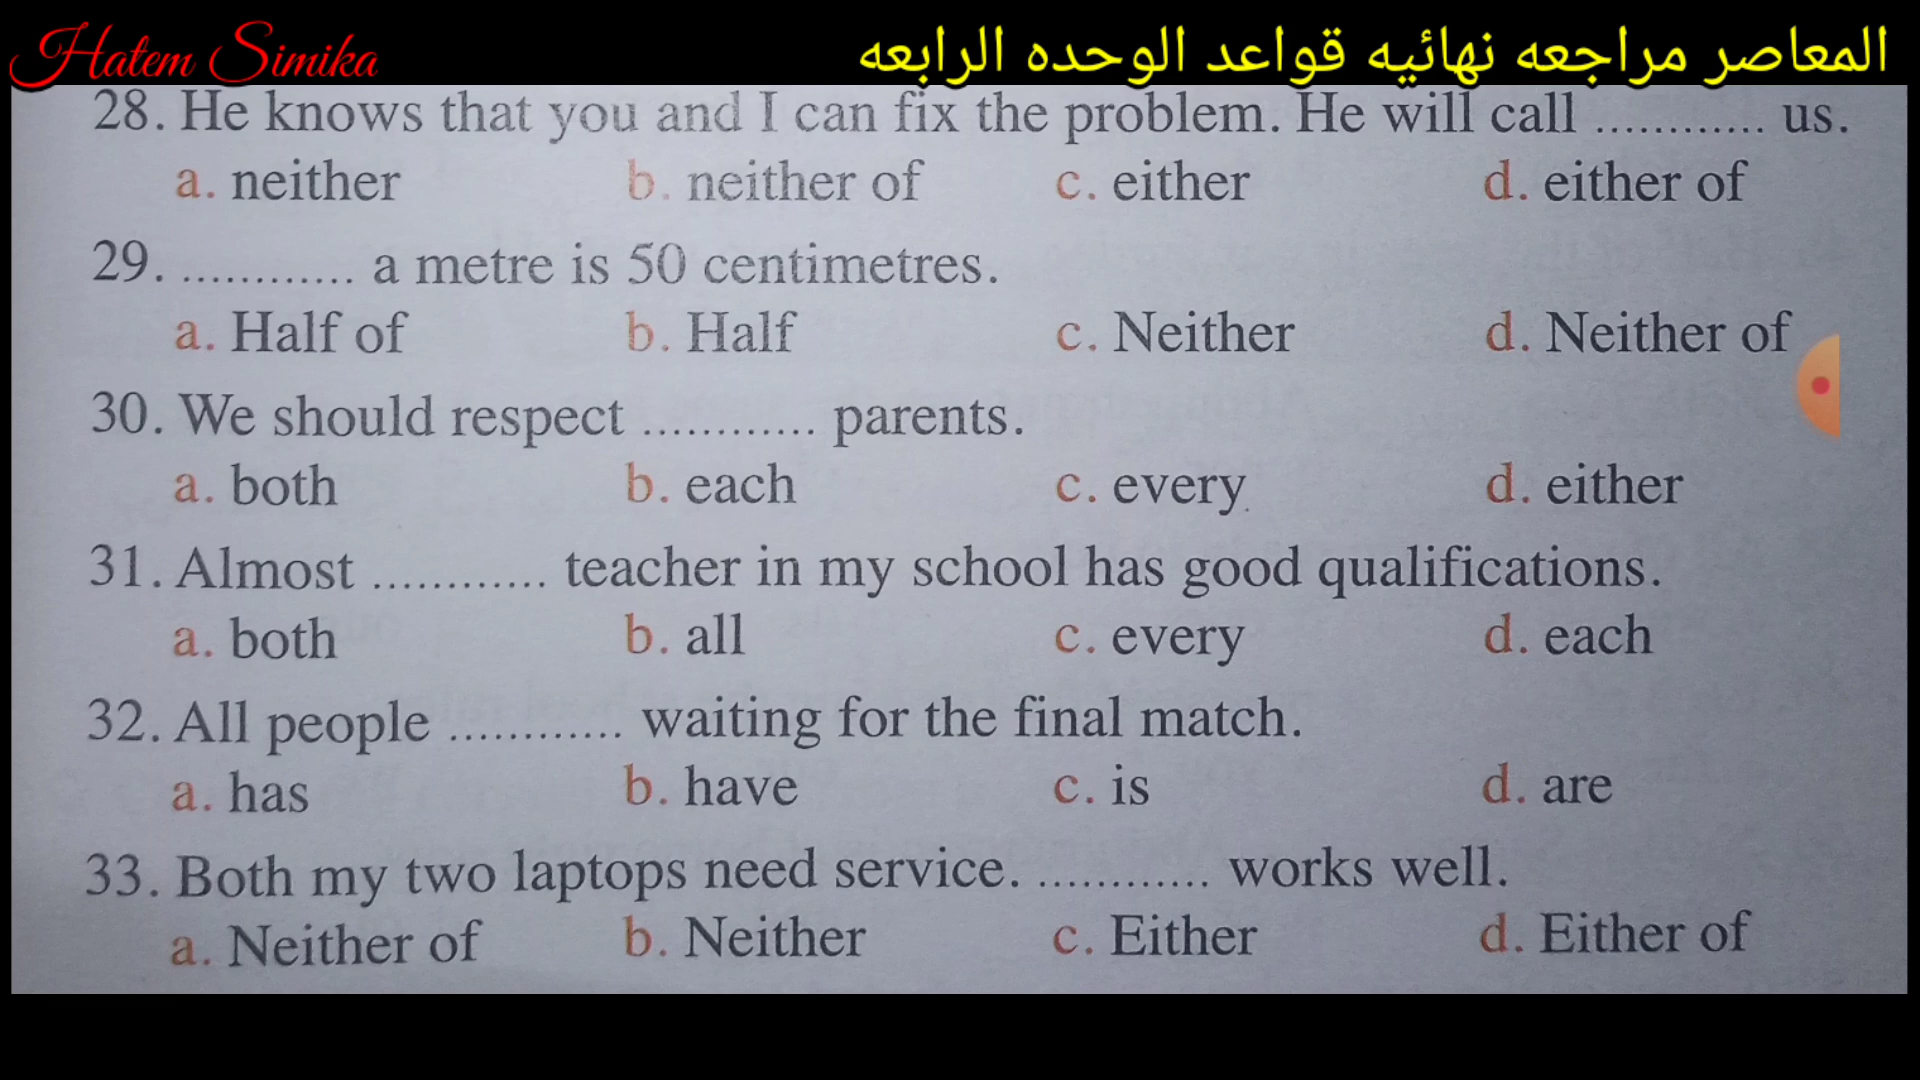 Hatem Simika
المعاصر مراجعه نهائيه قواعد الوحده الرابعه
28. He knows that you and I can fix the problem. He will call ............ us.
a. neither b. neither of c. either d. either of
29. ............ a metre is 50 centimetres.
a. Half of b. Half c. Neither d. Neither of
30. We should respect ............ parents.
a. both b. each c. every d. either
31. Almost ............ teacher in my school has good qualifications.
a. both b. all c. every d. each
32. All people ............ waiting for the final match.
a. has b. have c. is d. are
33. Both my two laptops need service. ............ works well.
a. Neither of b. Neither c. Either d. Either of